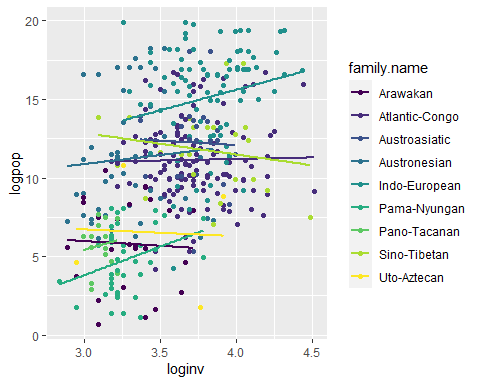 20
15
10
5
0
logpop
3.0 3.5 4.0 4.5
loginv
family.name
Arawakan
Atlantic-Congo
Austroasiatic
Austronesian
Indo-European
Pama-Nyungan
Pano-Tacanan
Sino-Tibetan
Uto-Aztecan